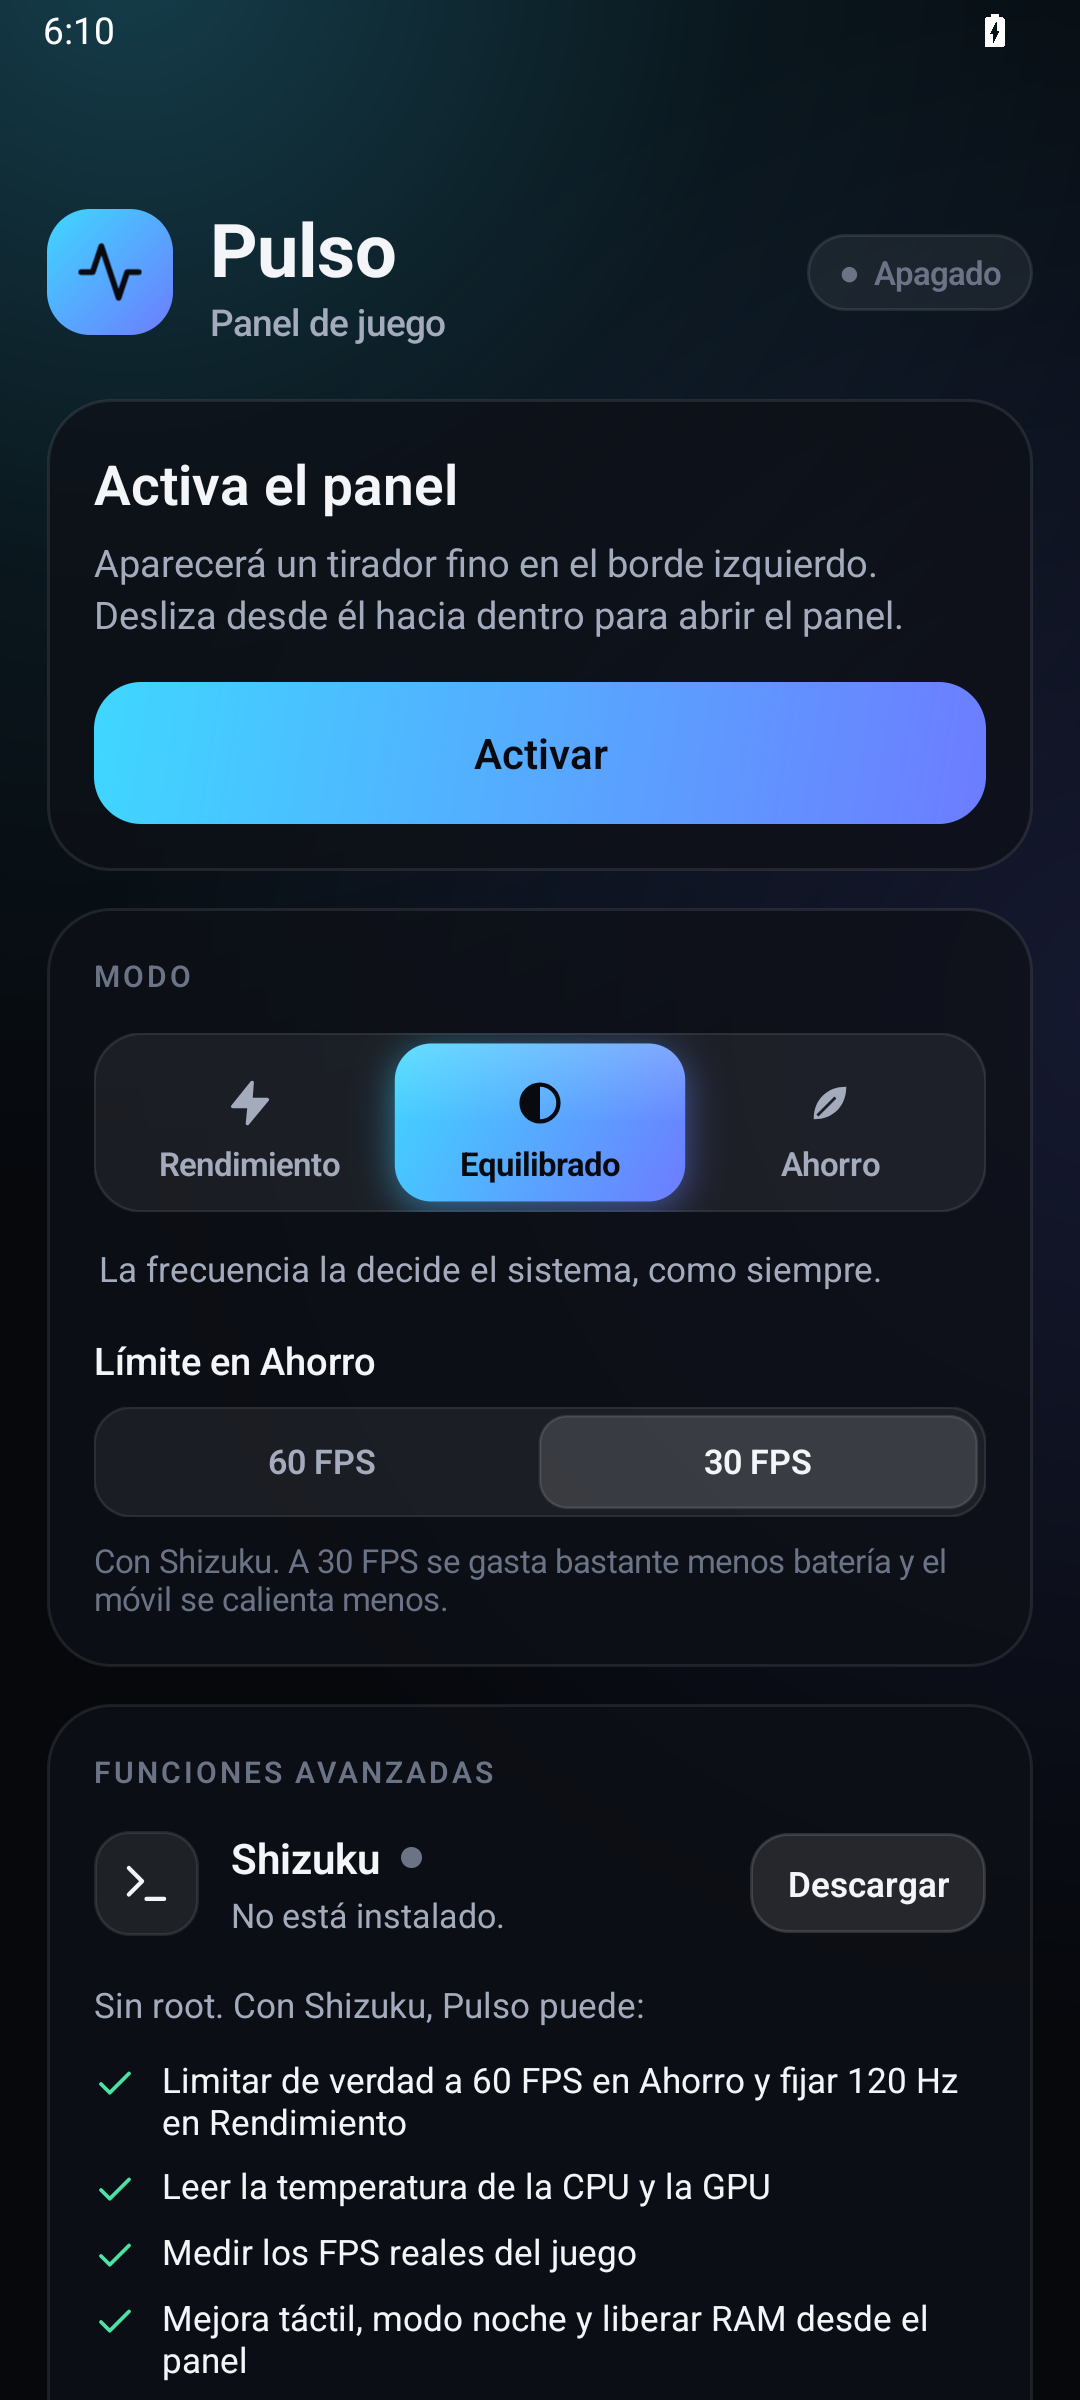 6:10
Pulso
Panel de juego
Apagado
Activa el panel
Aparecerá un tirador fino en el borde izquierdo.
Desliza desde él hacia dentro para abrir el panel.
Activar
MODO
Rendimiento
Equilibrado
Ahorro
La frecuencia la decide el sistema, como siempre.
Límite en Ahorro
60 FPS
30 FPS
Con Shizuku. A 30 FPS se gasta bastante menos batería y el
móvil se calienta menos.
FUNCIONES AVANZADAS
Shizuku
No está instalado.
Descargar
Sin root. Con Shizuku, Pulso puede:
Limitar de verdad a 60 FPS en Ahorro y fijar 120 Hz
en Rendimiento
Leer la temperatura de la CPU y la GPU
Medir los FPS reales del juego
Mejora táctil, modo noche y liberar RAM desde el
panel